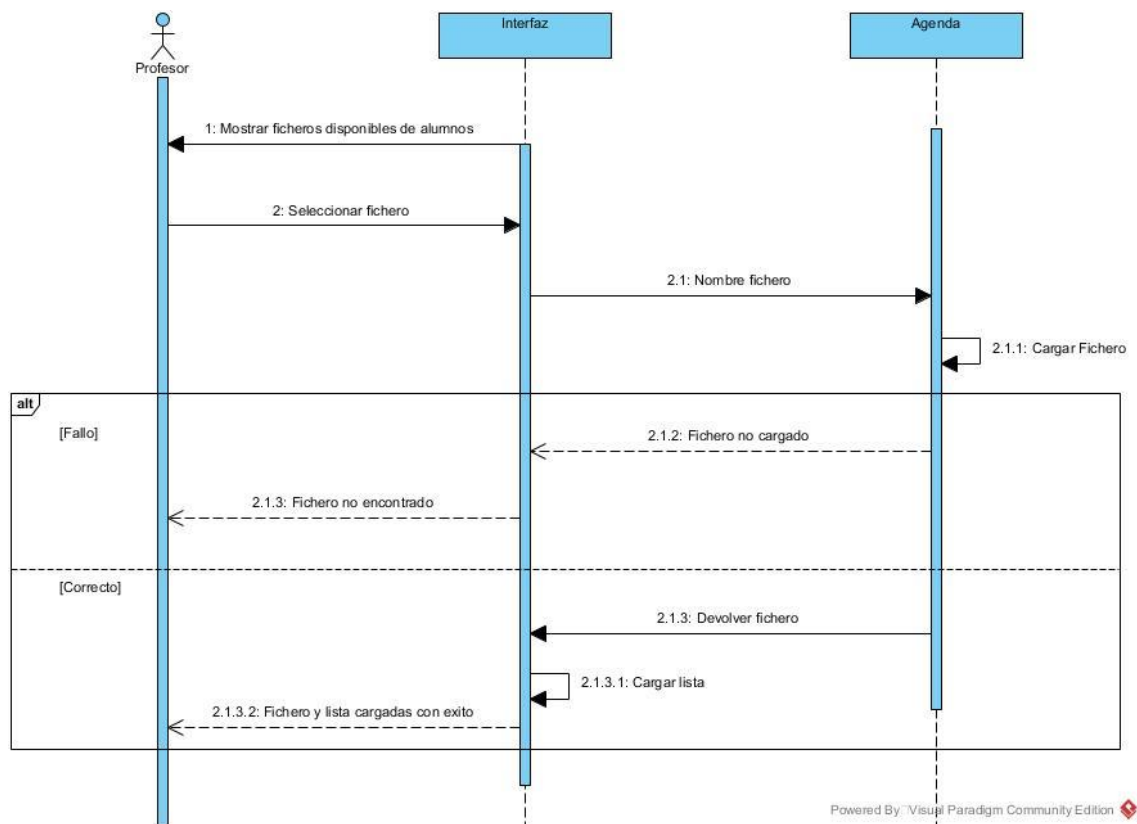 Interfaz
Agenda
Profesor
1: Mostrar ficheros disponibles de alumnos
2: Seleccionar fichero
2.1: Nombre fichero
2.1.1: Cargar Fichero
alt
[Fallo]
2.1.2: Fichero no cargado
2.1.3: Fichero no encontrado
[Correcto]
2.1.3: Devolver fichero
2.1.3.1: Cargar lista
2.1.3.2: Fichero y lista cargadas con exito
Powered By Visual Paradigm Community Edition